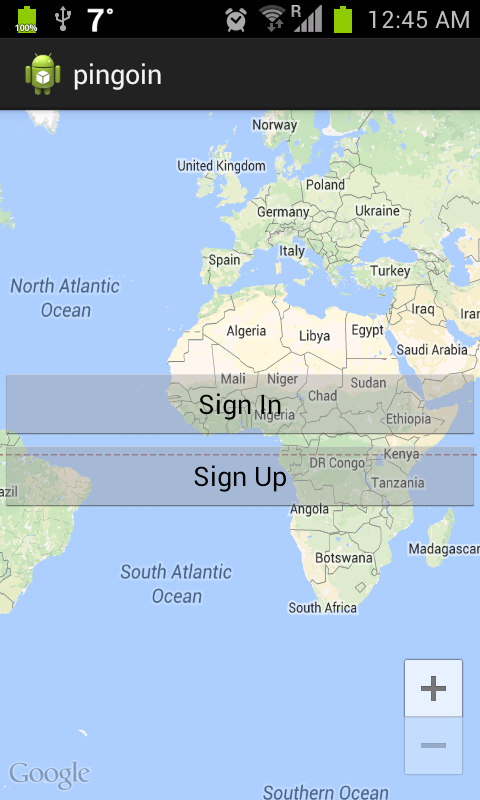 100% 7° R 12:45 AM
pingoin
Norway
United Kingdom
Poland
Germany
Ukraine
Italy
Spain
Turkey
North Atlantic
Ocean
Iraq
Iran
Algeria
Libya
Egypt
Saudi Arabia
Mali
Niger
Sudan
Chad
Sign In
Nigeria
Ethiopia
Kenya
DR Congo
Sign Up
Tanzania
azil
Angola
Madagascar
Botswana
South Atlantic
Ocean
South Africa
Google
Southern Ocean